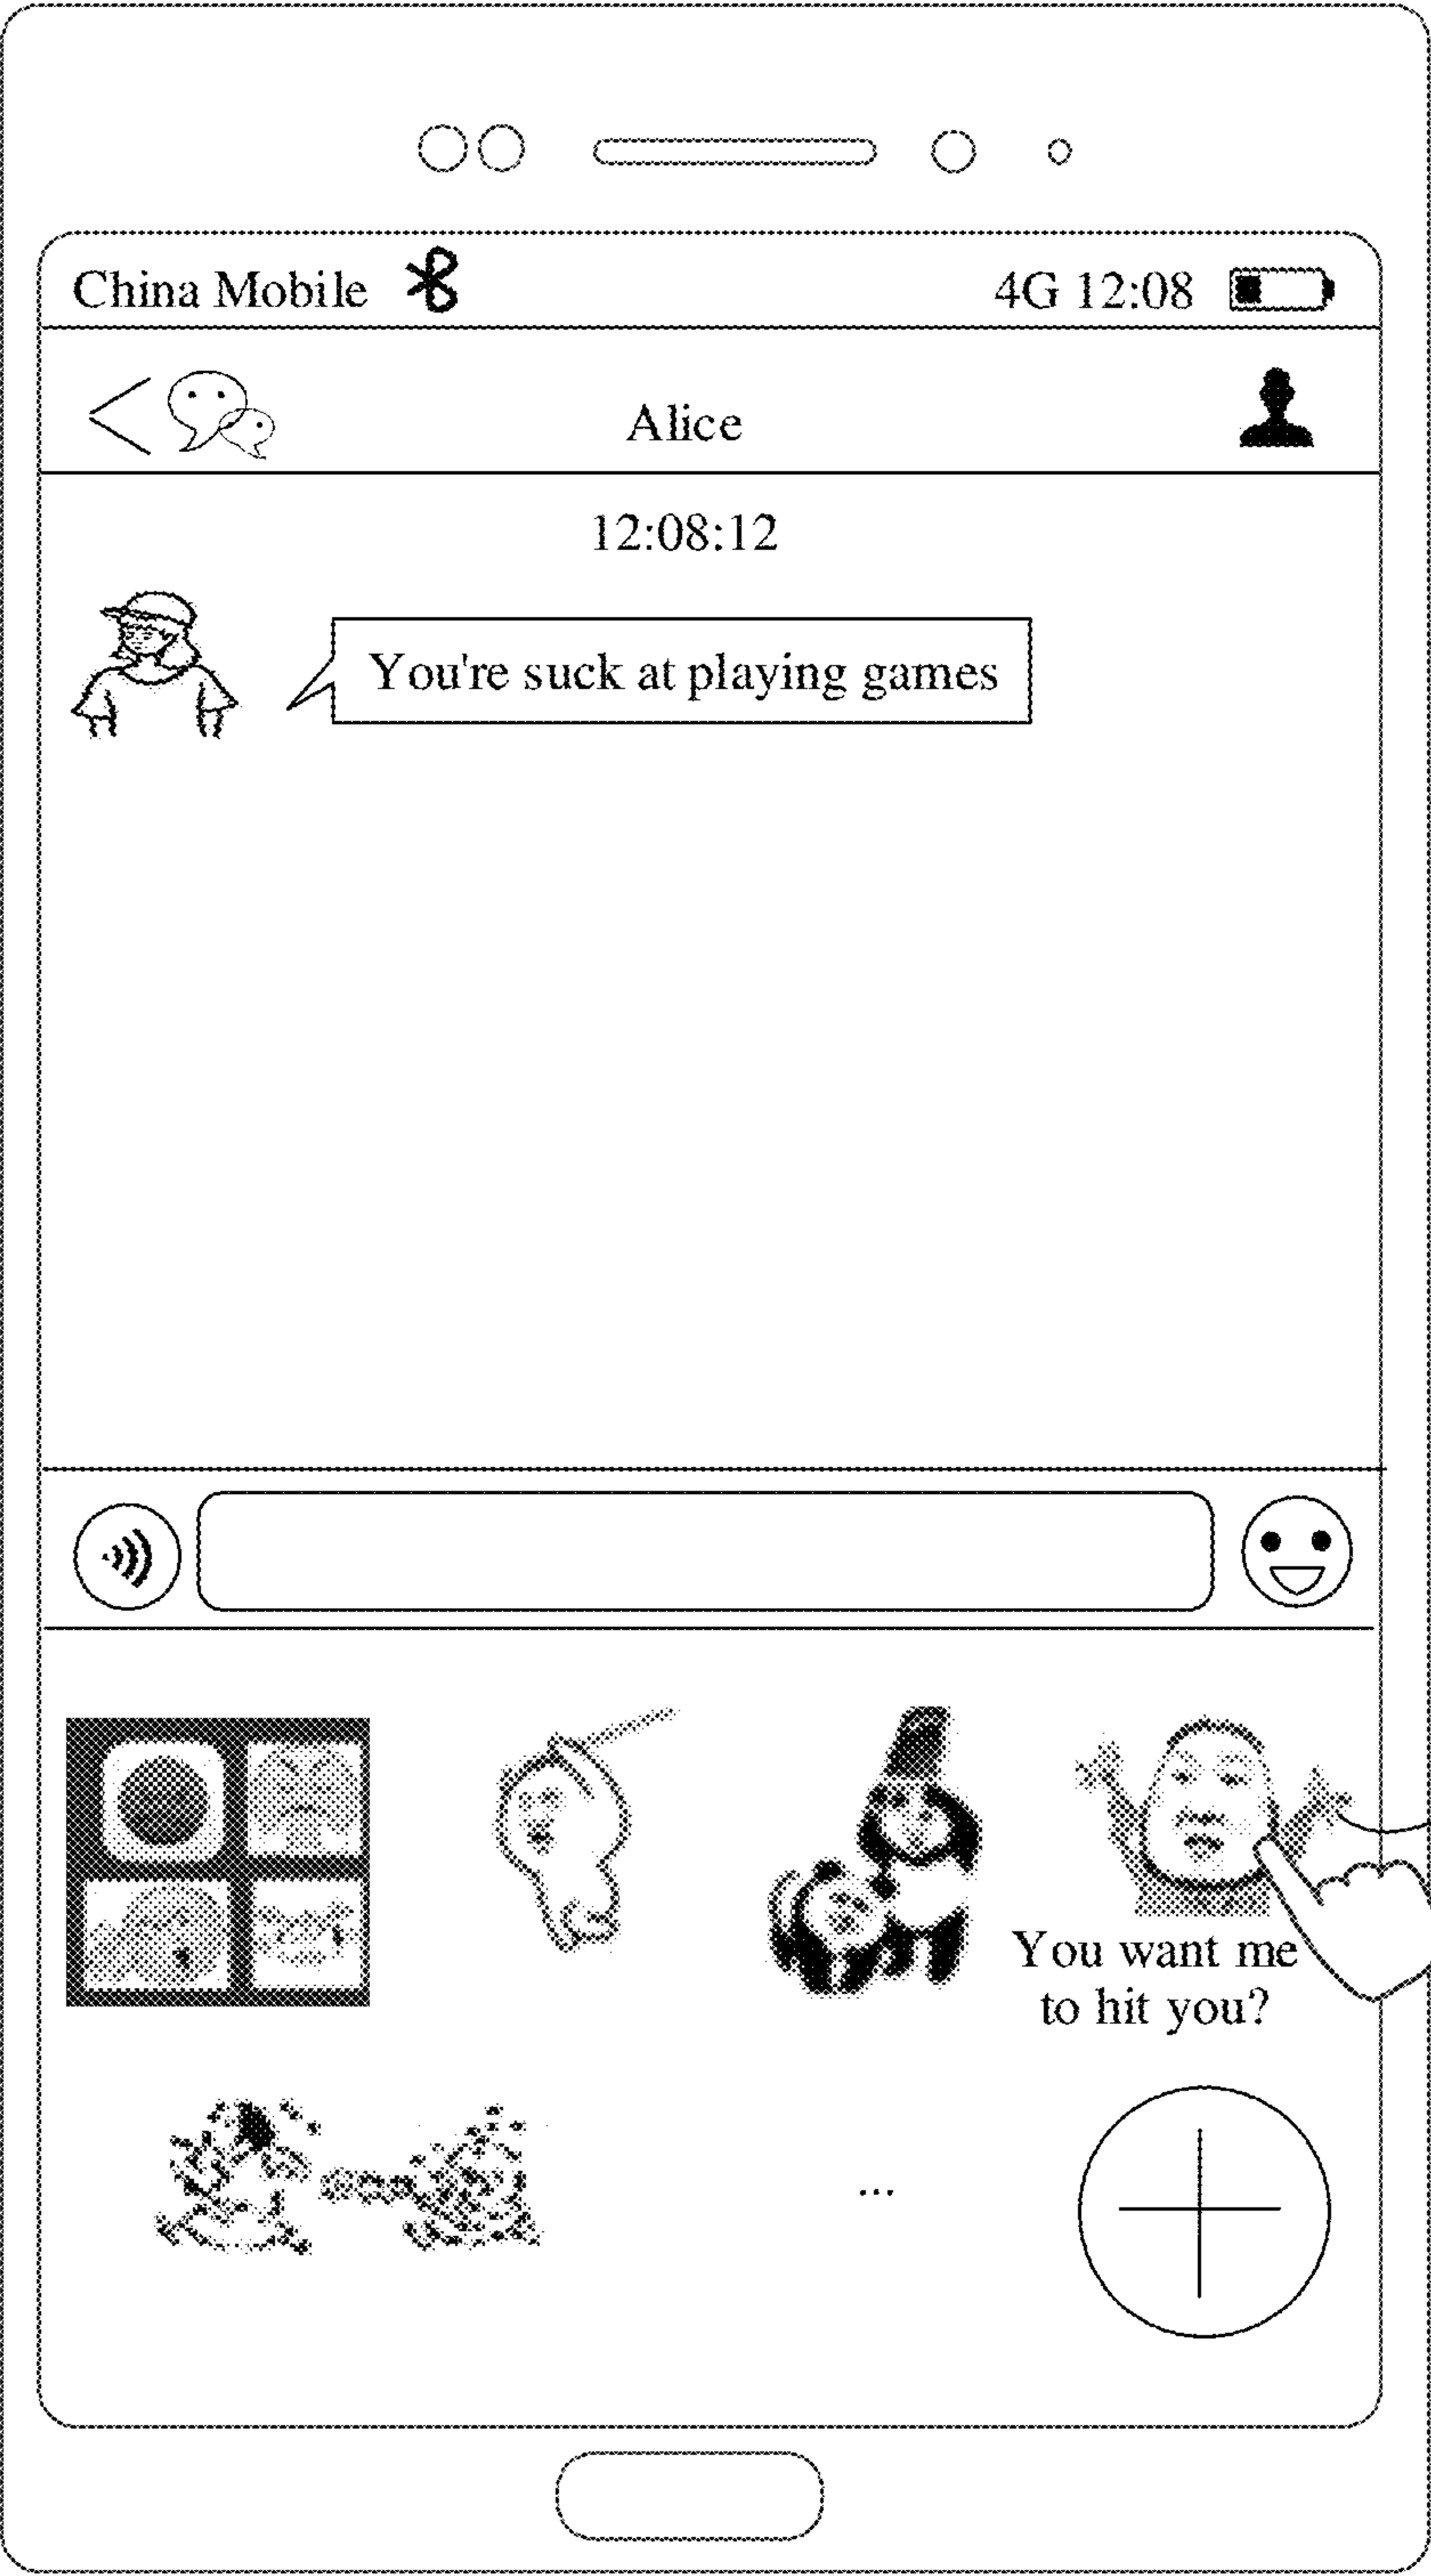 China Mobile 4G 12:08
Alice
12:08:12
You're suck at playing games
You want me
to hit you?
...